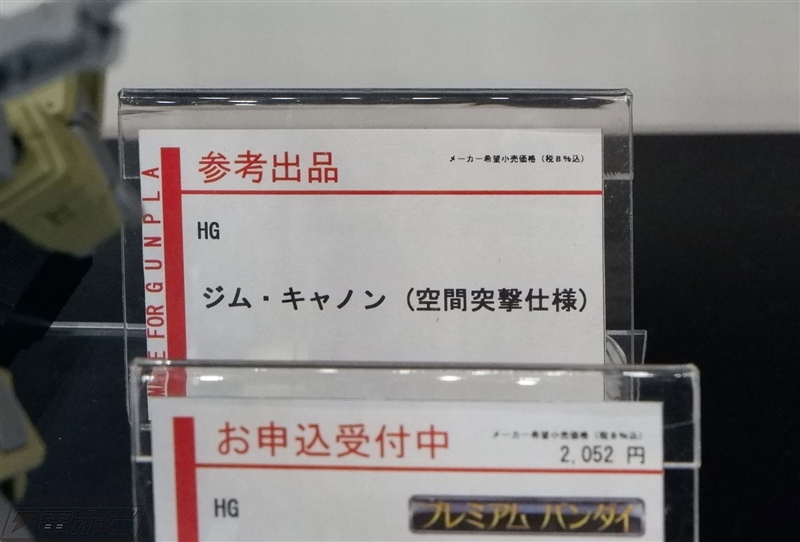 参考出品
メーカー希望小売価格（税8%込）
HG
ジム・キャノン（空間突撃仕様）
E FOR GUNPLA
お申込受付中
メーカー希望小売価格（税8%込）
2,052 円
HG
プレミアム バンダイ